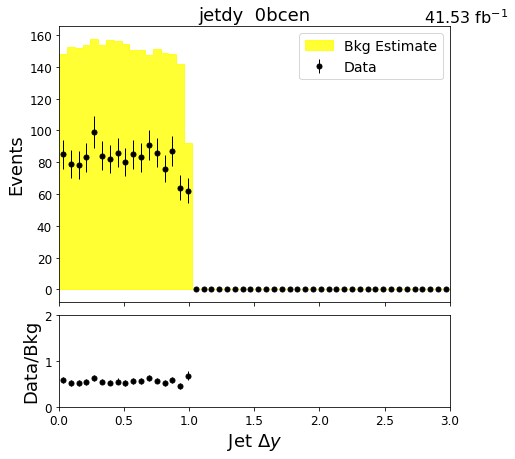 jetdy  0bcen
41.53 fb⁻¹
Bkg Estimate
Data
Events
160
140
120
100
80
60
40
20
0
Data/Bkg
2
1
0
0.0 0.5 1.0 1.5 2.0 2.5 3.0
Jet Δy